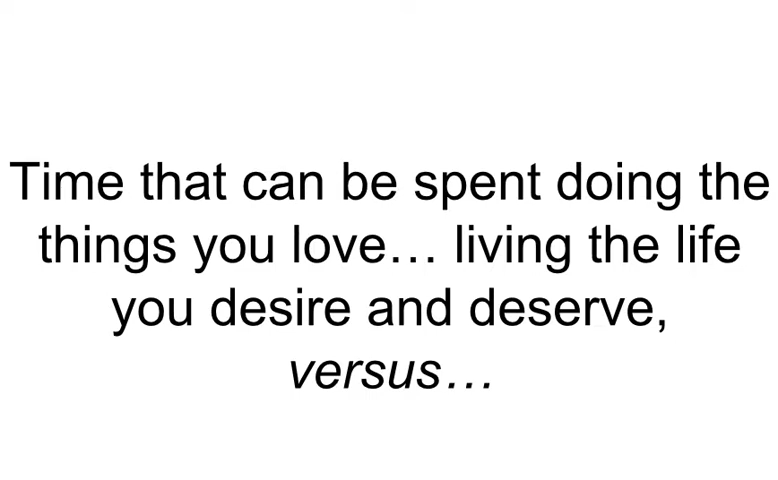 Time that can be spent doing the
things you love… living the life
you desire and deserve,
versus…